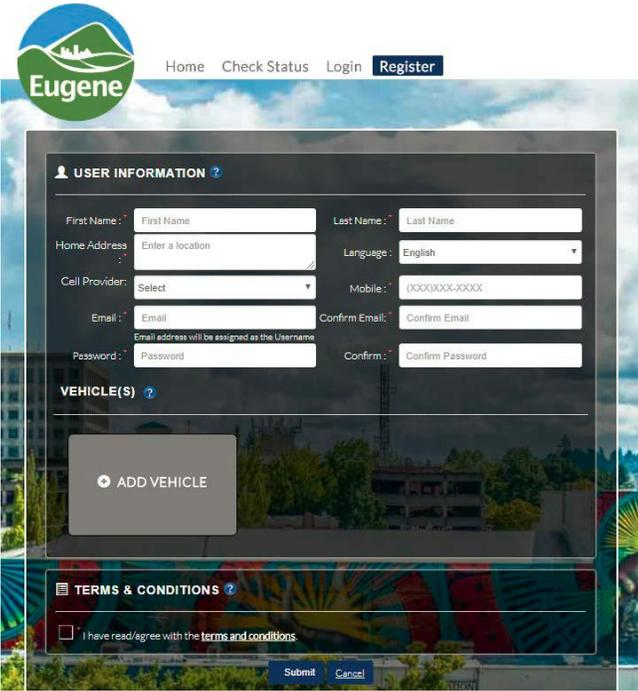 Eugene
Home Check Status Login Register
USER INFORMATION ?
First Name : * First Name Last Name : * Last Name
Home Address : * Enter a location Language : English
Cell Provider: Select Mobile : * (XXX)XXX-XXXX
Email : * Email Confirm Email: * Confirm Email
Email address will be assigned as the Username
Password : * Password Confirm : * Confirm Password
VEHICLE(S) ?
ADD VEHICLE
TERMS & CONDITIONS ?
* I have read/agree with the terms and conditions.
Submit Cancel